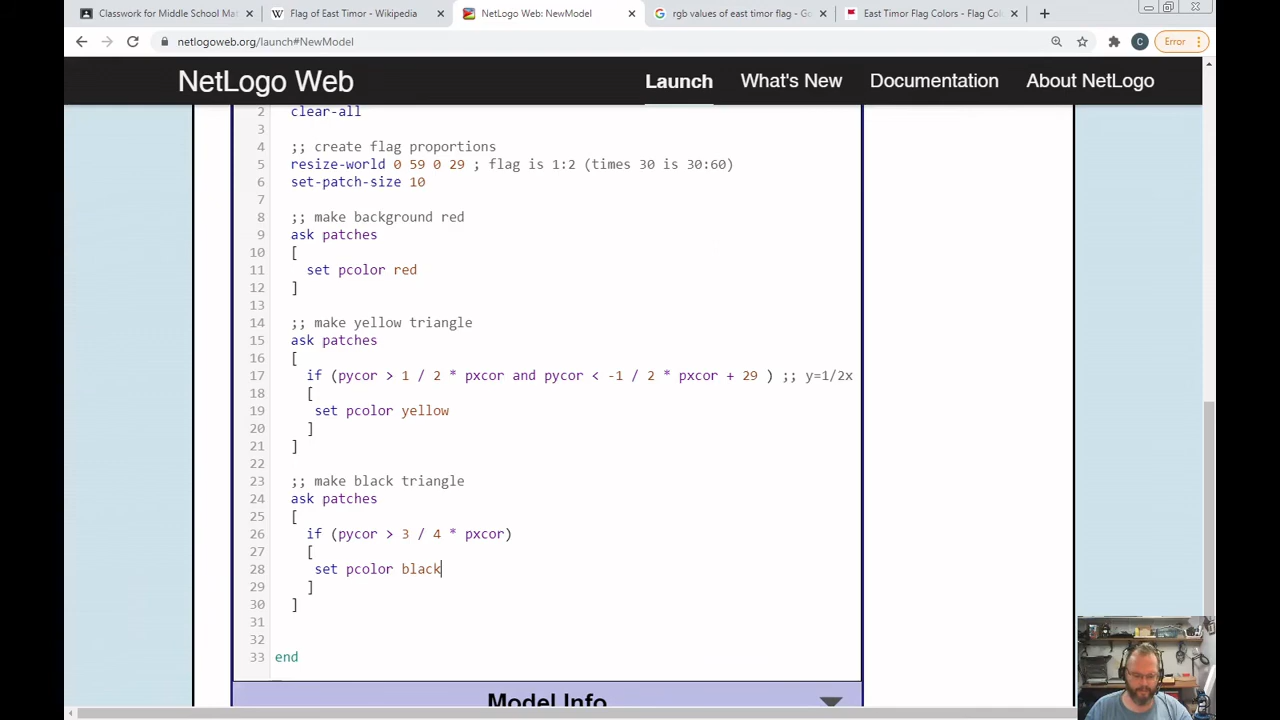 Classwork for Middle School Mat
Flag of East Timor - Wikipedia
NetLogo Web: NewModel
rgb values of east timor flag - Go
East Timor Flag Colors - Flag Col
netlogoweb.org/launch#NewModel
C
Error
NetLogo Web
Launch
What's New
Documentation
About NetLogo
2 clear-all
3
4 ;; create flag proportions
5 resize-world 0 59 0 29 ; flag is 1:2 (times 30 is 30:60)
6 set-patch-size 10
7
8 ;; make background red
9 ask patches
10 [
11 set pcolor red
12 ]
13
14 ;; make yellow triangle
15 ask patches
16 [
17 if (pycor > 1 / 2 * pxcor and pycor < -1 / 2 * pxcor + 29 ) ;; y=1/2x
18 [
19 set pcolor yellow
20 ]
21 ]
22
23 ;; make black triangle
24 ask patches
25 [
26 if (pycor > 3 / 4 * pxcor)
27 [
28 set pcolor black
29 ]
30 ]
31
32
33 end
Model Info